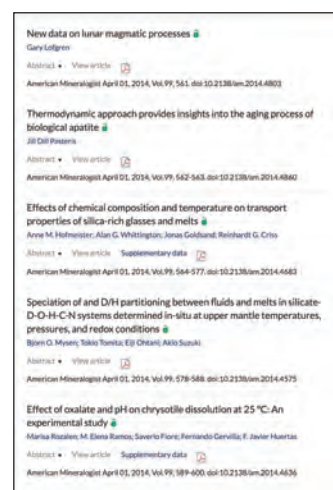 New data on lunar magmatic processes
Gary Lofgren
Abstract View article
American Mineralogist April 01, 2014, Vol.99, 561. doi:10.2138/am.2014.4803
Thermodynamic approach provides insights into the aging process of
biological apatite
Jill Dill Pasteris
Abstract View article
American Mineralogist April 01, 2014, Vol.99, 562-563. doi:10.2138/am.2014.4860
Effects of chemical composition and temperature on transport
properties of silica-rich glasses and melts
Anne M. Hofmeister; Alan G. Whittington; Jonas Goldsand; Reinhardt G. Criss
Abstract View article Supplementary data
American Mineralogist April 01, 2014, Vol.99, 564-577. doi:10.2138/am.2014.4683
Speciation of and D/H partitioning between fluids and melts in silicate-
D-O-H-C-N systems determined in-situ at upper mantle temperatures,
pressures, and redox conditions
Bjorn O. Mysen; Tokio Tomita; Eiji Ohtani; Akio Suzuki
Abstract View article
American Mineralogist April 01, 2014, Vol.99, 578-588. doi:10.2138/am.2014.4575
Effect of oxalate and pH on chrysotile dissolution at 25 °C: An
experimental study
Marisa Rozalen; M. Elena Ramos; Saverio Fiore; Fernando Gervilla; F. Javier Huertas
Abstract View article Supplementary data
American Mineralogist April 01, 2014, Vol.99, 589-600. doi:10.2138/am.2014.4636